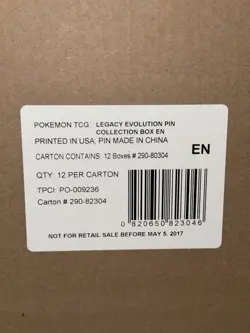 POKEMON TCG: LEGACY EVOLUTION PIN
COLLECTION BOX EN
PRINTED IN USA; PIN MADE IN CHINA
EN
CARTON CONTAINS: 12 Boxes # 290-80304
QTY: 12 PER CARTON
TPCI: PO-009236
Carton # 290-82304
0 820650 823046
NOT FOR RETAIL SALE BEFORE MAY 5, 2017